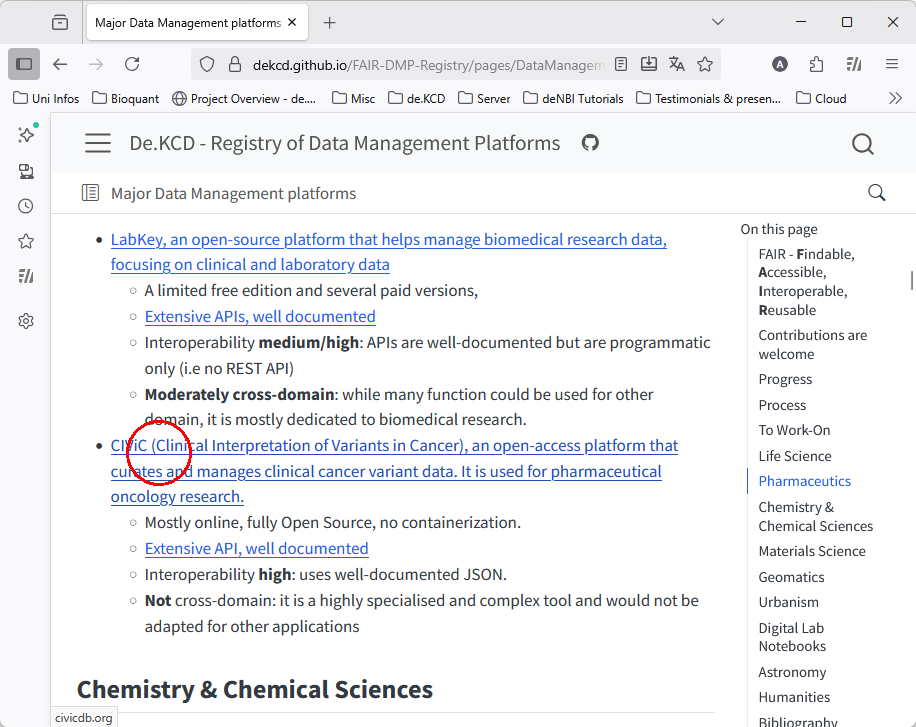 Major Data Management platforms
dekcd.github.io/FAIR-DMP-Registry/pages/DataManagem
A
Uni Infos
Bioquant
Project Overview - de....
Misc
de.KCD
Server
deNBI Tutorials
Testimonials & presen...
Cloud
De.KCD - Registry of Data Management Platforms
Major Data Management platforms
LabKey, an open-source platform that helps manage biomedical research data,
focusing on clinical and laboratory data
A limited free edition and several paid versions,
Extensive APIs, well documented
Interoperability medium/high: APIs are well-documented but are programmatic
only (i.e no REST API)
Moderately cross-domain: while many function could be used for other
domain, it is mostly dedicated to biomedical research.
CIViC (Clinical Interpretation of Variants in Cancer), an open-access platform that
curates and manages clinical cancer variant data. It is used for pharmaceutical
oncology research.
Mostly online, fully Open Source, no containerization.
Extensive API, well documented
Interoperability high: uses well-documented JSON.
Not cross-domain: it is a highly specialised and complex tool and would not be
adapted for other applications
Chemistry & Chemical Sciences
On this page
FAIR - Findable,
Accessible,
Interoperable,
Reusable
Contributions are
welcome
Progress
Process
To Work-On
Life Science
Pharmaceutics
Chemistry &
Chemical Sciences
Materials Science
Geomatics
Urbanism
Digital Lab
Notebooks
Astronomy
Humanities
Bibliography
civicdb.org